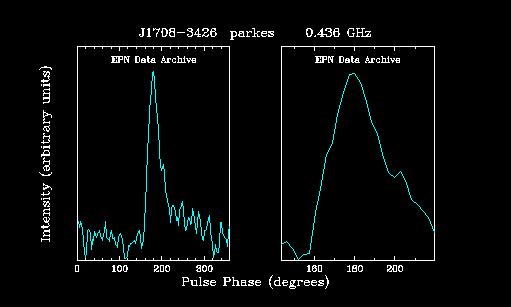 J1708-3426 parkes 0.436 GHz
EPN Data Archive
EPN Data Archive
Intensity (arbitrary units)
0 100 200 300
160 180 200
Pulse Phase (degrees)